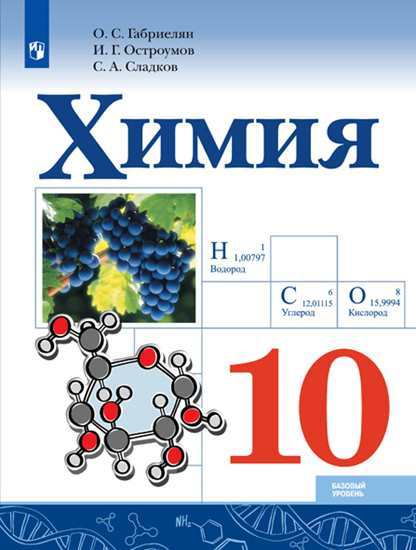 О. С. Габриелян
И. Г. Остроумов
С. А. Сладков
Химия
H 1
1,00797
Водород
C 6
12,01115
Углерод
O 8
15,9994
Кислород
10
БАЗОВЫЙ
УРОВЕНЬ
NH₂